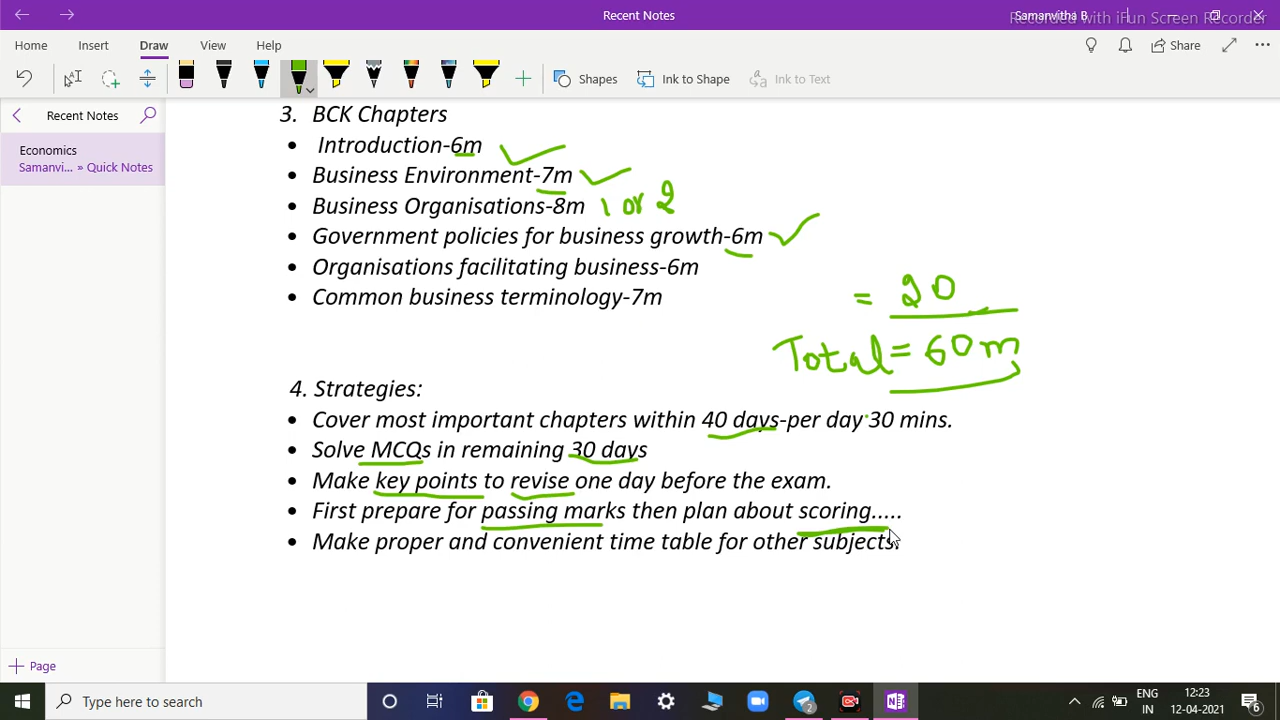 Recent Notes
Samanvitha B
Recorded with iFun Screen Recorder
Home Insert Draw View Help
Share
Shapes Ink to Shape Ink to Text
Recent Notes
Economics
Samanvi... » Quick Notes
3. BCK Chapters
• Introduction-6m
• Business Environment-7m
• Business Organisations-8m 1 or 2
• Government policies for business growth-6m
• Organisations facilitating business-6m
• Common business terminology-7m
= 20
Total = 60m
4. Strategies:
• Cover most important chapters within 40 days-per day 30 mins.
• Solve MCQs in remaining 30 days
• Make key points to revise one day before the exam.
• First prepare for passing marks then plan about scoring.....
• Make proper and convenient time table for other subjects.
+ Page
Type here to search
2
ENG
IN
12:23
12-04-2021
6